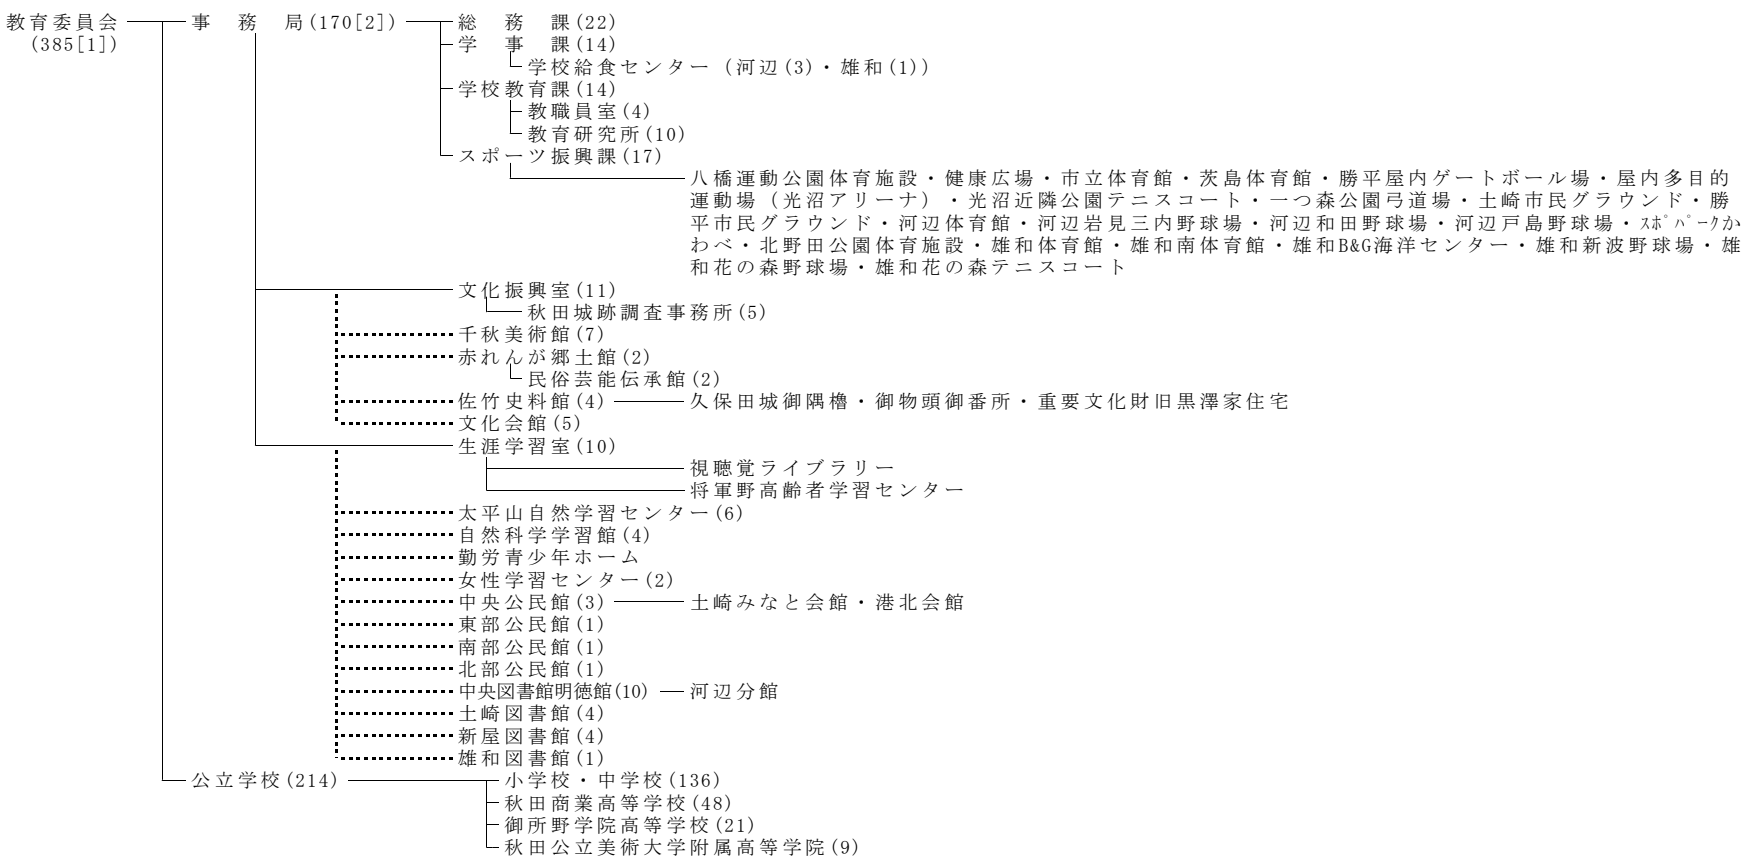 教育委員会 事務局(170[2]) 総務課(22)
(385[1]) 学事課(14)
学校給食センター (河辺(3)・雄和(1))
学校教育課(14)
教職員室(4)
教育研究所(10)
スポーツ振興課(17)
八橋運動公園体育施設・健康広場・市立体育館・茨島体育館・勝平屋内ゲートボール場・屋内多目的
運動場 (光沼アリーナ) ・光沼近隣公園テニスコート・一つ森公園弓道場・土崎市民グラウンド・勝
平市民グラウンド・河辺体育館・河辺岩見三内野球場・河辺和田野球場・河辺戸島野球場・ｽﾎﾟﾊﾟｰｸか
わべ・北野田公園体育施設・雄和体育館・雄和南体育館・雄和B&G海洋センター・雄和新波野球場・雄
和花の森野球場・雄和花の森テニスコート
文化振興室(11)
秋田城跡調査事務所(5)
千秋美術館(7)
赤れんが郷土館(2)
民俗芸能伝承館(2)
佐竹史料館(4) 久保田城御隅櫓・御物頭御番所・重要文化財旧黒澤家住宅
文化会館(5)
生涯学習室(10)
視聴覚ライブラリー
将軍野高齢者学習センター
太平山自然学習センター(6)
自然科学学習館(4)
勤労青少年ホーム
女性学習センター(2)
中央公民館(3) 土崎みなと会館・港北会館
東部公民館(1)
南部公民館(1)
北部公民館(1)
中央図書館明徳館(10) 河辺分館
土崎図書館(4)
新屋図書館(4)
雄和図書館(1)
公立学校(214) 小学校・中学校(136)
秋田商業高等学校(48)
御所野学院高等学校(21)
秋田公立美術大学附属高等学院(9)